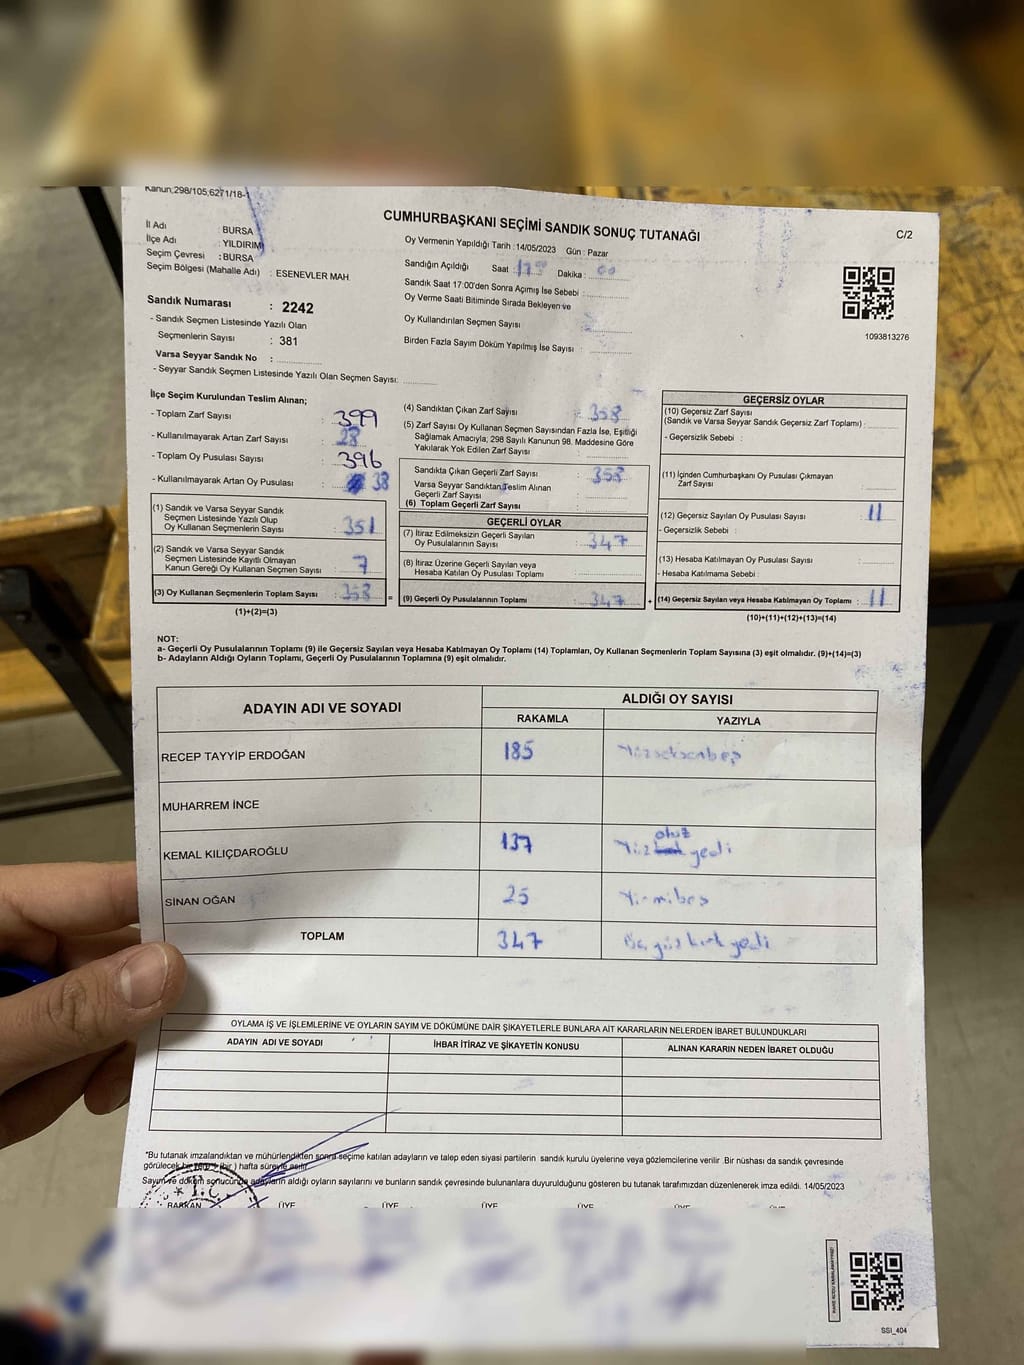 Kanun;298/105,6271/18-1
CUMHURBAŞKANI SEÇİMİ SANDIK SONUÇ TUTANAĞI
C/2
İl Adı : BURSA
İlçe Adı : YILDIRIM
Seçim Çevresi : BURSA
Seçim Bölgesi (Mahalle Adı) : ESENEVLER MAH.
Sandık Numarası : 2242
- Sandık Seçmen Listesinde Yazılı Olan
Seçmenlerin Sayısı : 381
Varsa Seyyar Sandık No :
- Seyyar Sandık Seçmen Listesinde Yazılı Olan Seçmen Sayısı:
Oy Vermenin Yapıldığı Tarih :14/05/2023 Gün : Pazar
Sandığın Açıldığı Saat : Dakika : 00
Sandık Saat 17:00'den Sonra Açımış İse Sebebi :
Oy Verme Saati Bitiminde Sırada Bekleyen ve
Oy Kullandırılan Seçmen Sayısı :
Birden Fazla Sayım Döküm Yapılmış İse Sayısı :
1093813276
İlçe Seçim Kurulundan Teslim Alınan;
- Toplam Zarf Sayısı : 399
- Kullanılmayarak Artan Zarf Sayısı : 28
- Toplam Oy Pusulası Sayısı : 396
- Kullanılmayarak Artan Oy Pusulası : 38
(1) Sandık ve Varsa Seyyar Sandık
Seçmen Listesinde Yazılı Olup
Oy Kullanan Seçmenlerin Sayısı : 351
(2) Sandık ve Varsa Seyyar Sandık
Seçmen Listesinde Kayıtlı Olmayan
Kanun Gereği Oy Kullanan Seçmen Sayısı : 7
(3) Oy Kullanan Seçmenlerin Toplam Sayısı : 358
(1)+(2)=(3)
(4) Sandıktan Çıkan Zarf Sayısı : 358
(5) Zarf Sayısı Oy Kullanan Seçmen Sayısından Fazla İse, Eşitliği
Sağlamak Amacıyla; 298 Sayılı Kanunun 98. Maddesine Göre
Yakılarak Yok Edilen Zarf Sayısı :
Sandıkta Çıkan Geçerli Zarf Sayısı : 358
Varsa Seyyar Sandıktan Teslim Alınan
Geçerli Zarf Sayısı :
(6) Toplam Geçerli Zarf Sayısı :
GEÇERLİ OYLAR
(7) İtiraz Edilmeksizin Geçerli Sayılan
Oy Pusulalarının Sayısı : 347
(8) İtiraz Üzerine Geçerli Sayılan veya
Hesaba Katılan Oy Pusulası Toplamı :
= (9) Geçerli Oy Pusulalarının Toplamı : 347
GEÇERSİZ OYLAR
(10) Geçersiz Zarf Sayısı
(Sandık ve Varsa Seyyar Sandık Geçersiz Zarf Toplamı) :
- Geçersizlik Sebebi :
(11) İçinden Cumhurbaşkanı Oy Pusulası Çıkmayan
Zarf Sayısı :
(12) Geçersiz Sayılan Oy Pusulası Sayısı : 11
- Geçersizlik Sebebi :
(13) Hesaba Katılmayan Oy Pusulası Sayısı :
- Hesaba Katılmama Sebebi :
+ (14) Geçersiz Sayılan veya Hesaba Katılmayan Oy Toplamı : 11
(10)+(11)+(12)+(13)=(14)
NOT:
a- Geçerli Oy Pusulalarının Toplamı (9) ile Geçersiz Sayılan veya Hesaba Katılmayan Oy Toplamı (14) Toplamları, Oy Kullanan Seçmenlerin Toplam Sayısına (3) eşit olmalıdır. (9)+(14)=(3)
b- Adayların Aldığı Oyların Toplamı, Geçerli Oy Pusulalarının Toplamına (9) eşit olmalıdır.
ADAYIN ADI VE SOYADI
ALDIĞI OY SAYISI
RAKAMLA YAZIYLA
RECEP TAYYİP ERDOĞAN 185 Yüzseksenbeş
MUHARREM İNCE
KEMAL KILIÇDAROĞLU 137 Yüz otuz yedi
SİNAN OĞAN 25 Yirmibeş
TOPLAM 347 Üç yüz kırk yedi
OYLAMA İŞ VE İŞLEMLERİNE VE OYLARIN SAYIM VE DÖKÜMÜNE DAİR ŞİKAYETLERLE BUNLARA AİT KARARLARIN NELERDEN İBARET BULUNDUKLARI
ADAYIN ADI VE SOYADI İHBAR İTİRAZ VE ŞİKAYETİN KONUSU ALINAN KARARIN NEDEN İBARET OLDUĞU
"Bu tutanak imzalandıktan ve mühürlendikten sonra seçime katılan adayların ve talep eden siyasi partilerin sandık kurulu üyelerine veya gözlemcilerine verilir .Bir nüshası da sandık çevresinde
görülecek bir yere 1 (bir ) hafta süreyle asılır.
Sayım ve döküm sonucunda adayların aldığı oyların sayılarını ve bunların sandık çevresinde bulunanlara duyurulduğunu gösteren bu tutanak tarafımızdan düzenlenerek imza edildi. 14/05/2023
T.C.
BAŞKAN ÜYE ÜYE ÜYE ÜYE ÜYE ÜYE
SSI_404